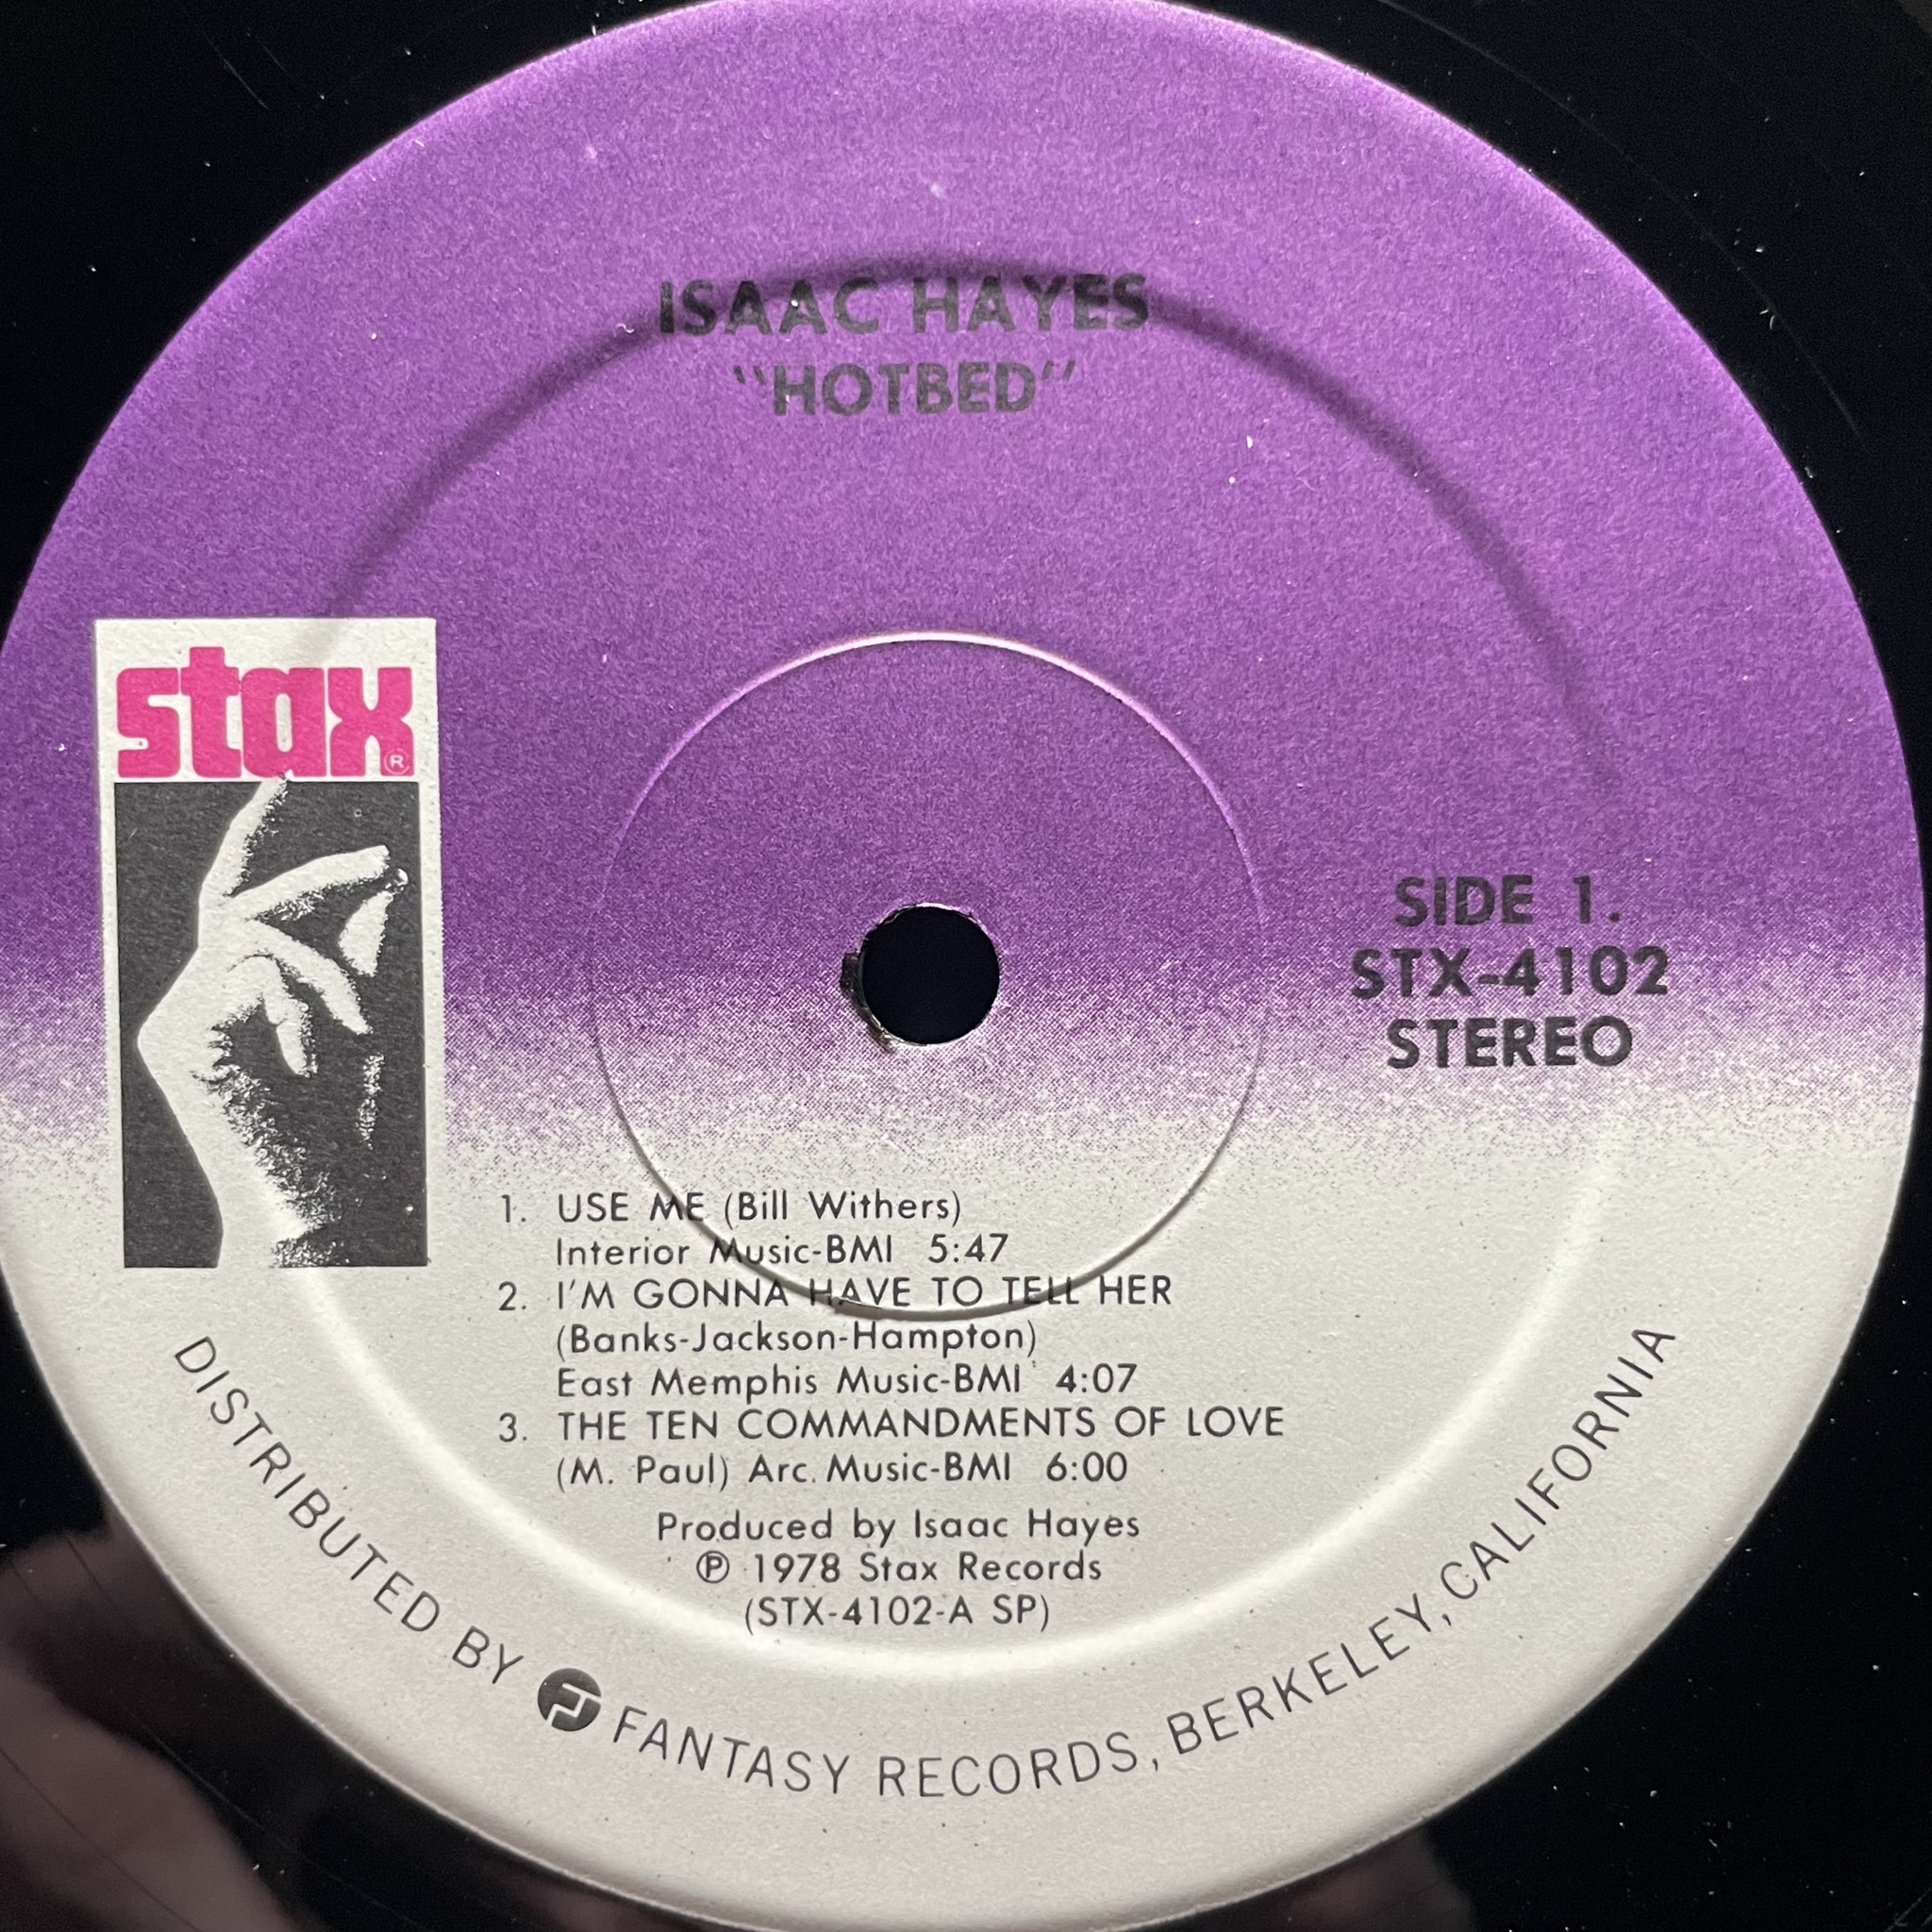 ISAAC HAYES
"HOTBED"
stax®
SIDE 1.
STX-4102
STEREO
1. USE ME (Bill Withers)
Interior Music-BMI 5:47
2. I'M GONNA HAVE TO TELL HER
(Banks-Jackson-Hampton)
East Memphis Music-BMI 4:07
3. THE TEN COMMANDMENTS OF LOVE
(M. Paul) Arc. Music-BMI 6:00
Produced by Isaac Hayes
℗ 1978 Stax Records
(STX-4102-A SP)
DISTRIBUTED BY FANTASY RECORDS, BERKELEY, CALIFORNIA